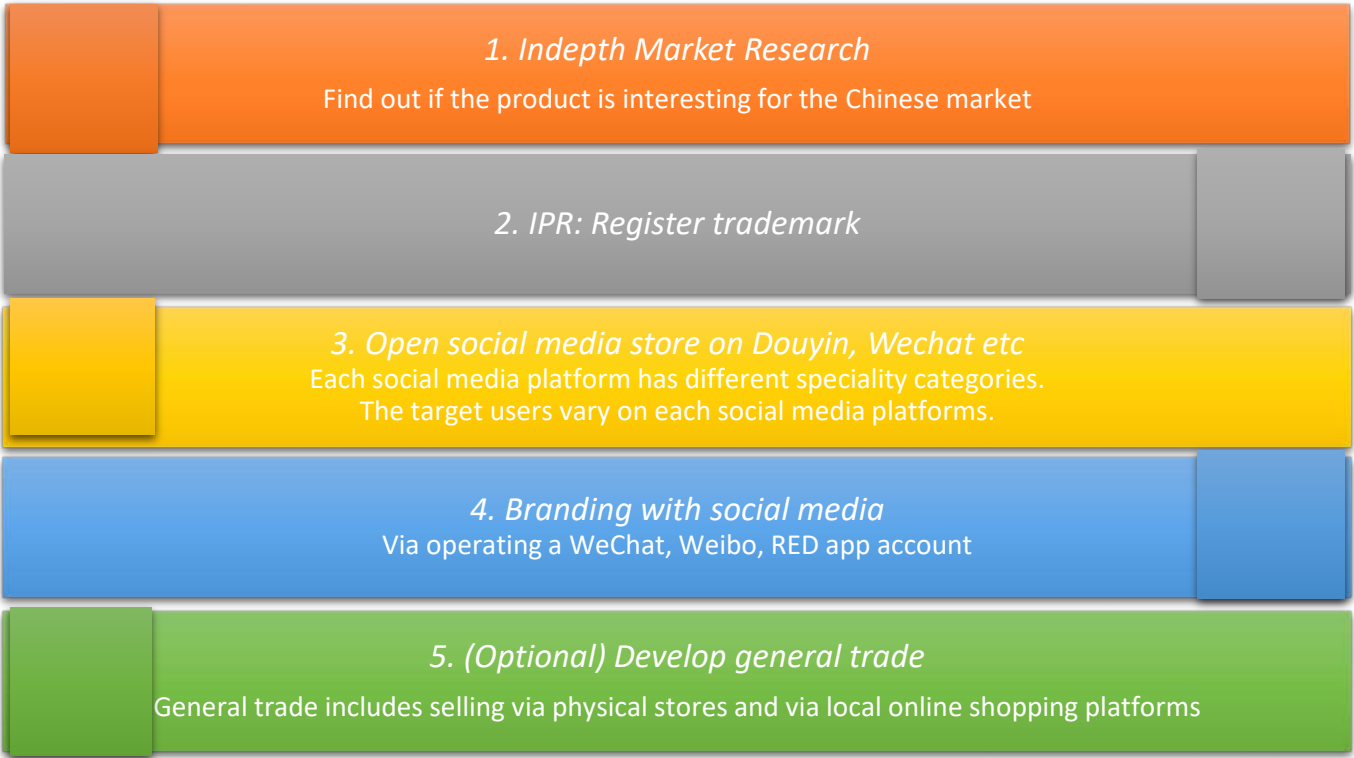 1. Indepth Market Research
Find out if the product is interesting for the Chinese market
2. IPR: Register trademark
3. Open social media store on Douyin, Wechat etc
Each social media platform has different speciality categories.
The target users vary on each social media platforms.
4. Branding with social media
Via operating a WeChat, Weibo, RED app account
5. (Optional) Develop general trade
General trade includes selling via physical stores and via local online shopping platforms